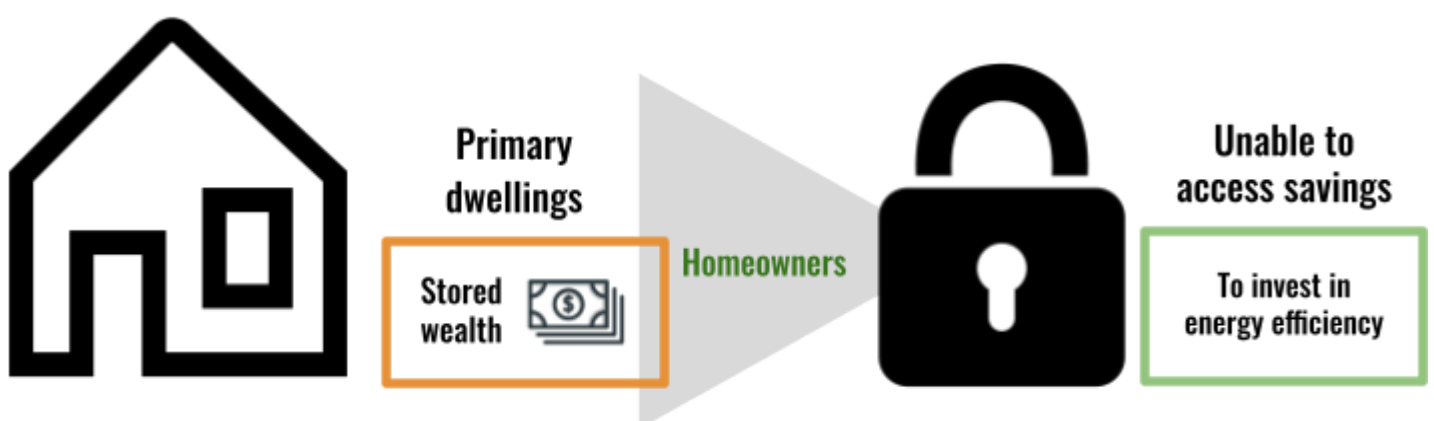 Primary
dwellings
Stored
wealth
$
Homeowners
Unable to
access savings
To invest in
energy efficiency